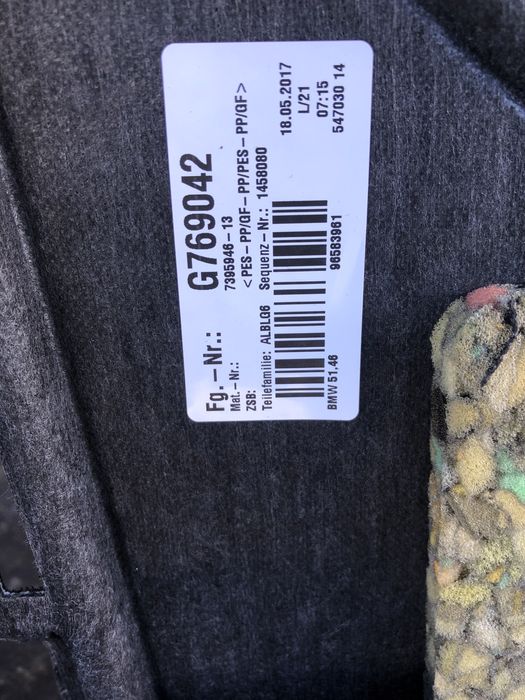 Fg.-Nr.: G769042
Mat.-Nr.: 7395946-13
ZSB: <PES-PP/GF-PP/PES-PP/GF>
Teilefamilie: ALBLG6 Sequenz-Nr.: 1458080
18.05.2017
L/21
07:15
547030 14
BMW 51.46 96583961